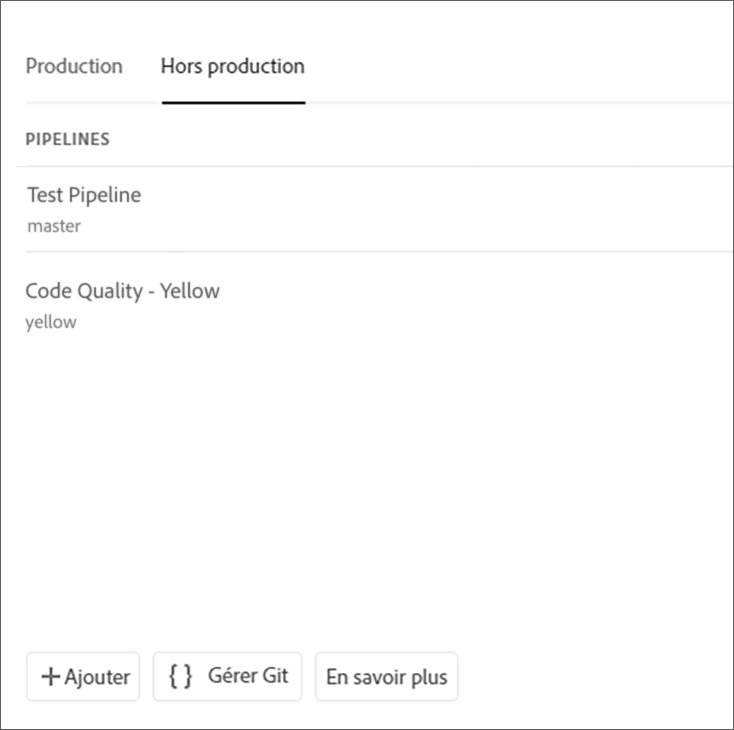 Production Hors production
PIPELINES
Test Pipeline
master
Code Quality - Yellow
yellow
+Ajouter { } Gérer Git En savoir plus